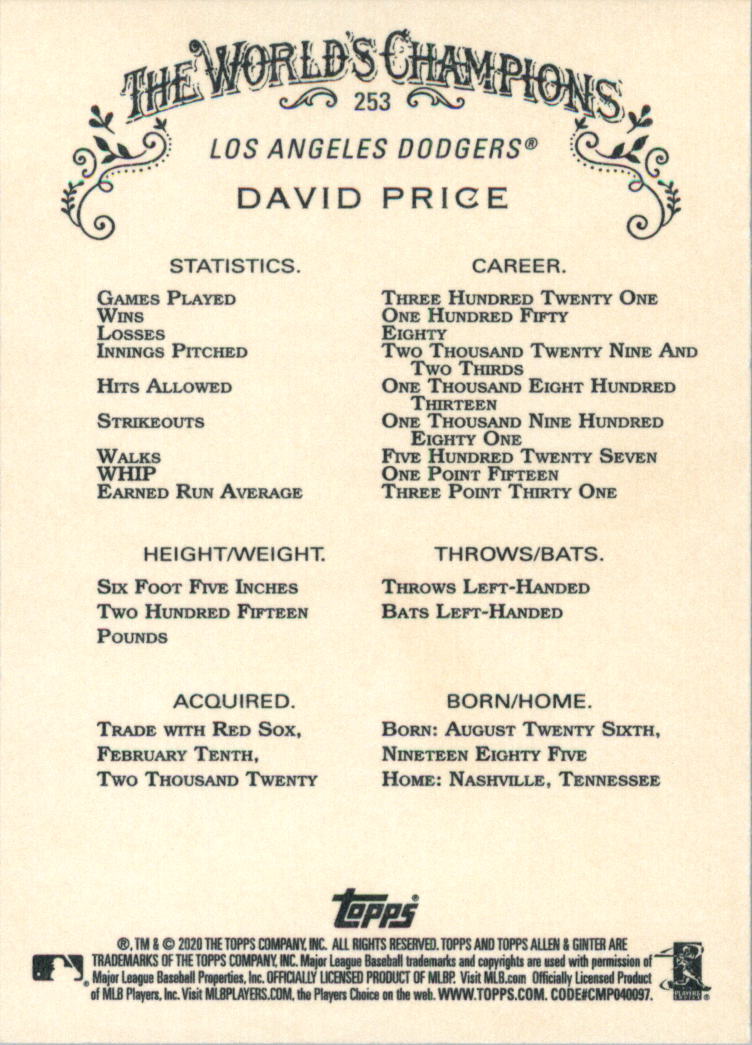 THE WORLD'S CHAMPIONS
253
LOS ANGELES DODGERS®
DAVID PRICE
STATISTICS.
GAMES PLAYED
WINS
LOSSES
INNINGS PITCHED
HITS ALLOWED
STRIKEOUTS
WALKS
WHIP
EARNED RUN AVERAGE
CAREER.
THREE HUNDRED TWENTY ONE
ONE HUNDRED FIFTY
EIGHTY
TWO THOUSAND TWENTY NINE AND
TWO THIRDS
ONE THOUSAND EIGHT HUNDRED
THIRTEEN
ONE THOUSAND NINE HUNDRED
EIGHTY ONE
FIVE HUNDRED TWENTY SEVEN
ONE POINT FIFTEEN
THREE POINT THIRTY ONE
HEIGHT/WEIGHT.
SIX FOOT FIVE INCHES
TWO HUNDRED FIFTEEN
POUNDS
THROWS/BATS.
THROWS LEFT-HANDED
BATS LEFT-HANDED
ACQUIRED.
TRADE WITH RED SOX,
FEBRUARY TENTH,
TWO THOUSAND TWENTY
BORN/HOME.
BORN: AUGUST TWENTY SIXTH,
NINETEEN EIGHTY FIVE
HOME: NASHVILLE, TENNESSEE
topps®
®, TM & © 2020 THE TOPPS COMPANY, INC. ALL RIGHTS RESERVED. TOPPS AND TOPPS ALLEN & GINTER ARE
TRADEMARKS OF THE TOPPS COMPANY, INC. Major League Baseball trademarks and copyrights are used with permission of
Major League Baseball Properties, Inc. OFFICIALLY LICENSED PRODUCT OF MLBP. Visit MLB.com Officially Licensed Product
of MLB Players, Inc. Visit MLBPLAYERS.COM, the Players Choice on the web. WWW.TOPPS.COM. CODE#CMP040097.
PLAYERS
CHOICE